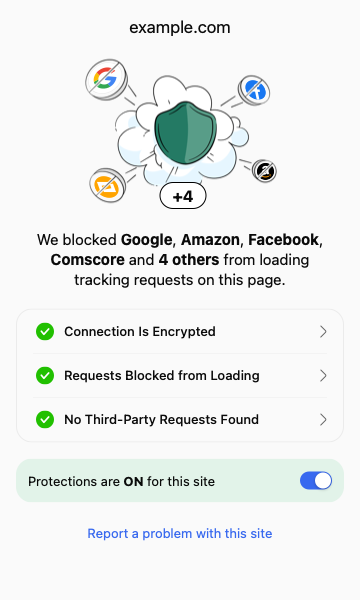 example.com
+4
We blocked Google, Amazon, Facebook,
Comscore and 4 others from loading
tracking requests on this page.
Connection Is Encrypted
Requests Blocked from Loading
No Third-Party Requests Found
Protections are ON for this site
Report a problem with this site